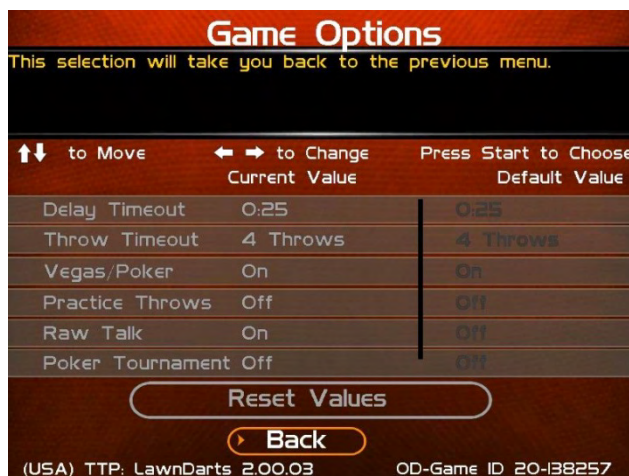 Game Options
This selection will take you back to the previous menu.
to Move to Change Press Start to Choose
Current Value Default Value
Delay Timeout 0:25 0:25
Throw Timeout 4 Throws 4 Throws
Vegas/Poker On On
Practice Throws Off Off
Raw Talk On Off
Poker Tournament Off Off
Reset Values
Back
(USA) TTP: LawnDarts 2.00.03 OD-Game ID 20-138257